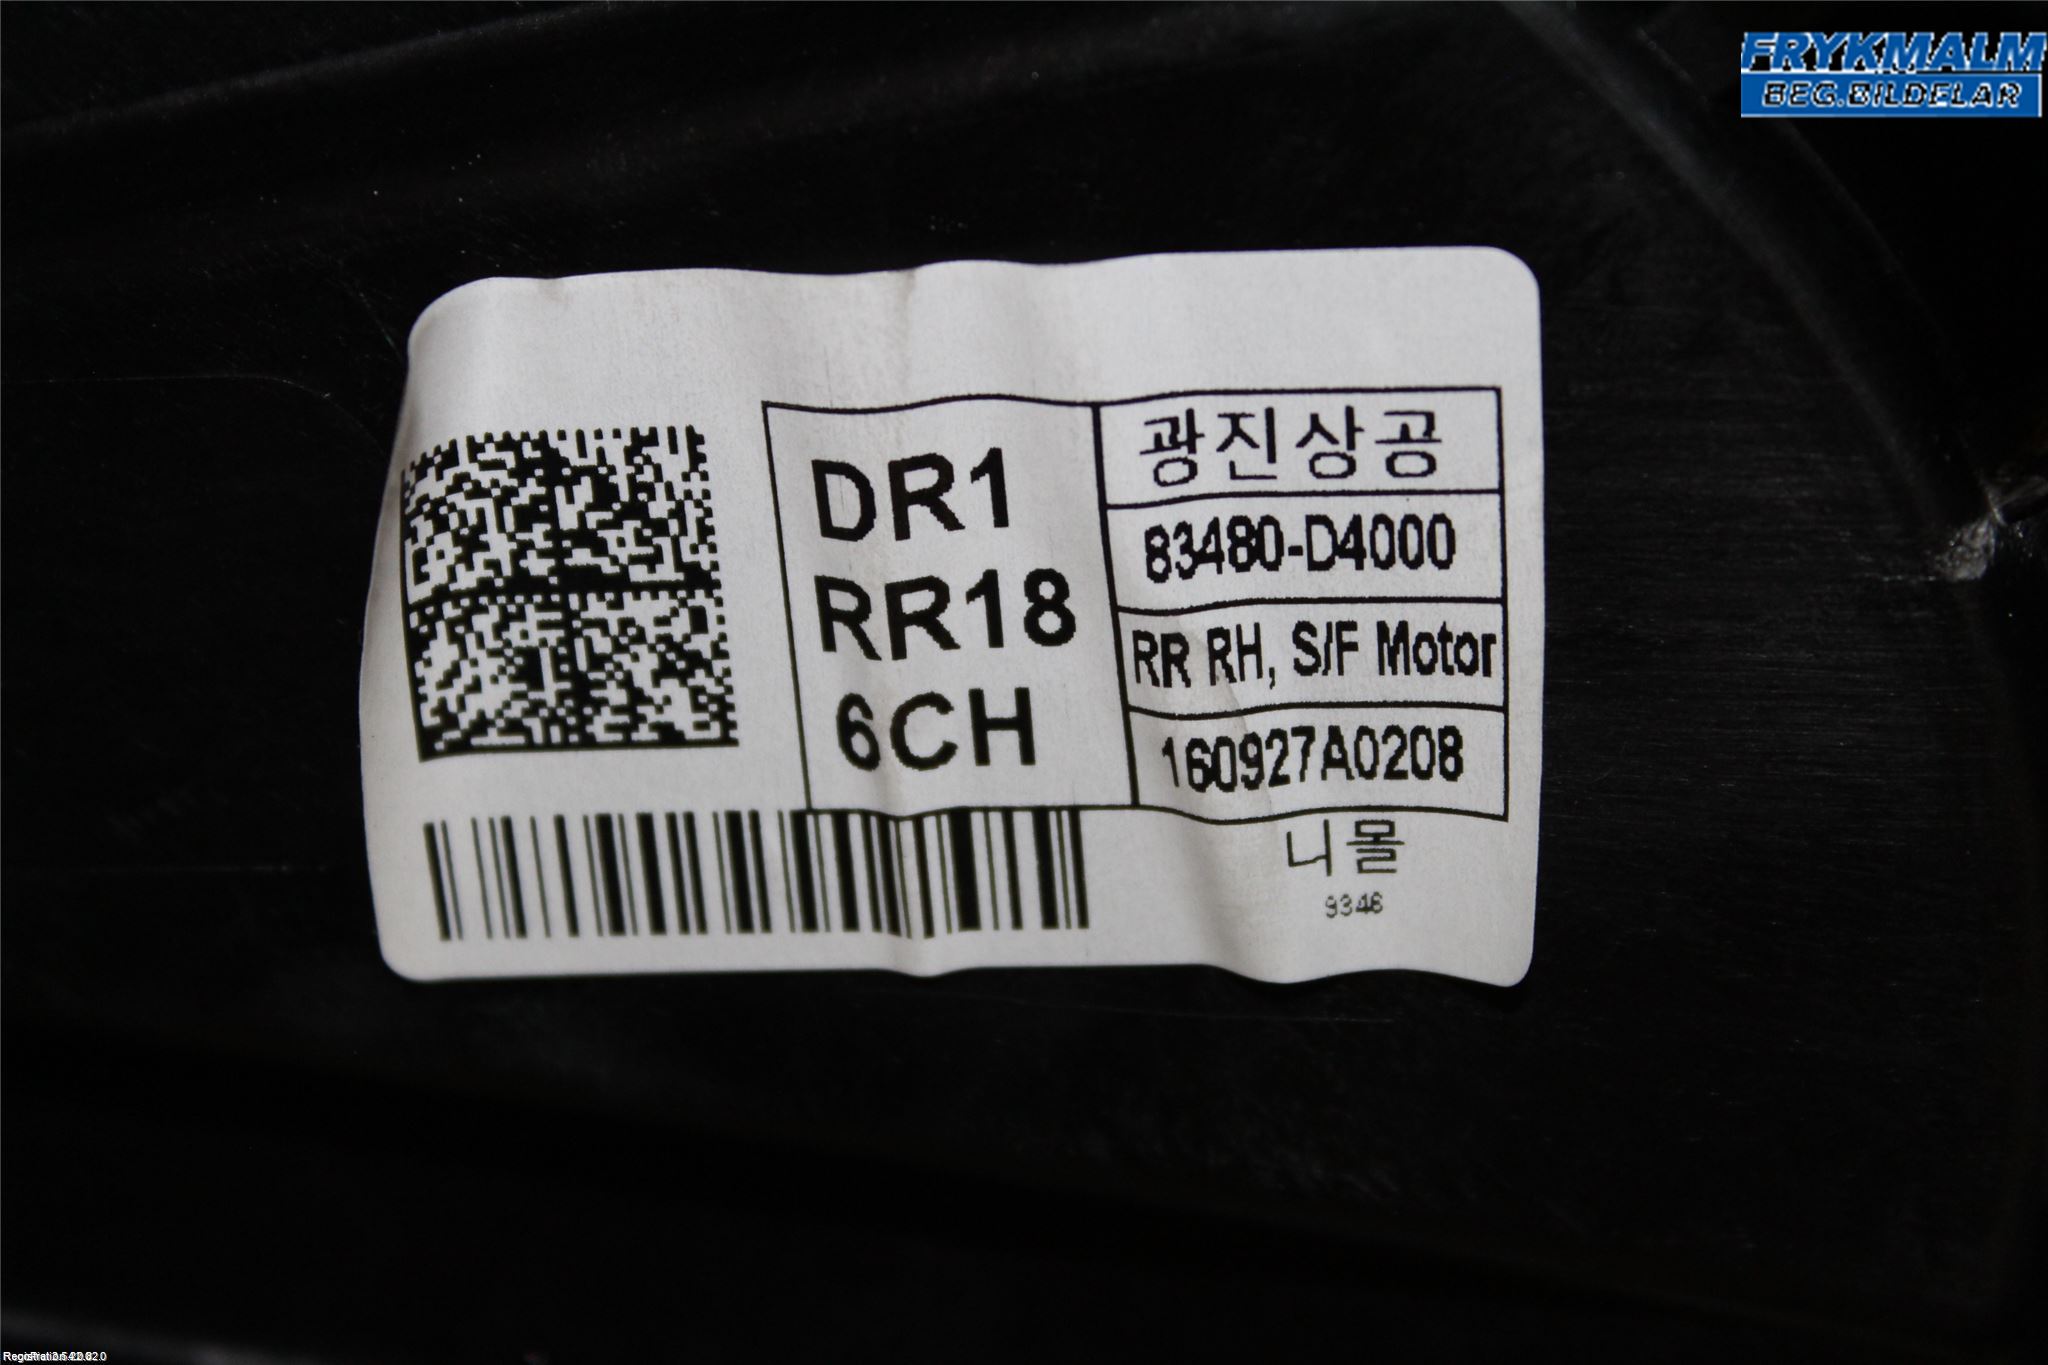 FRYKMALM
BEG.BILDELAR
DR1
RR18
6CH
광진상공
83480-D4000
RR RH, S/F Motor
160927A0208
니몰
9346